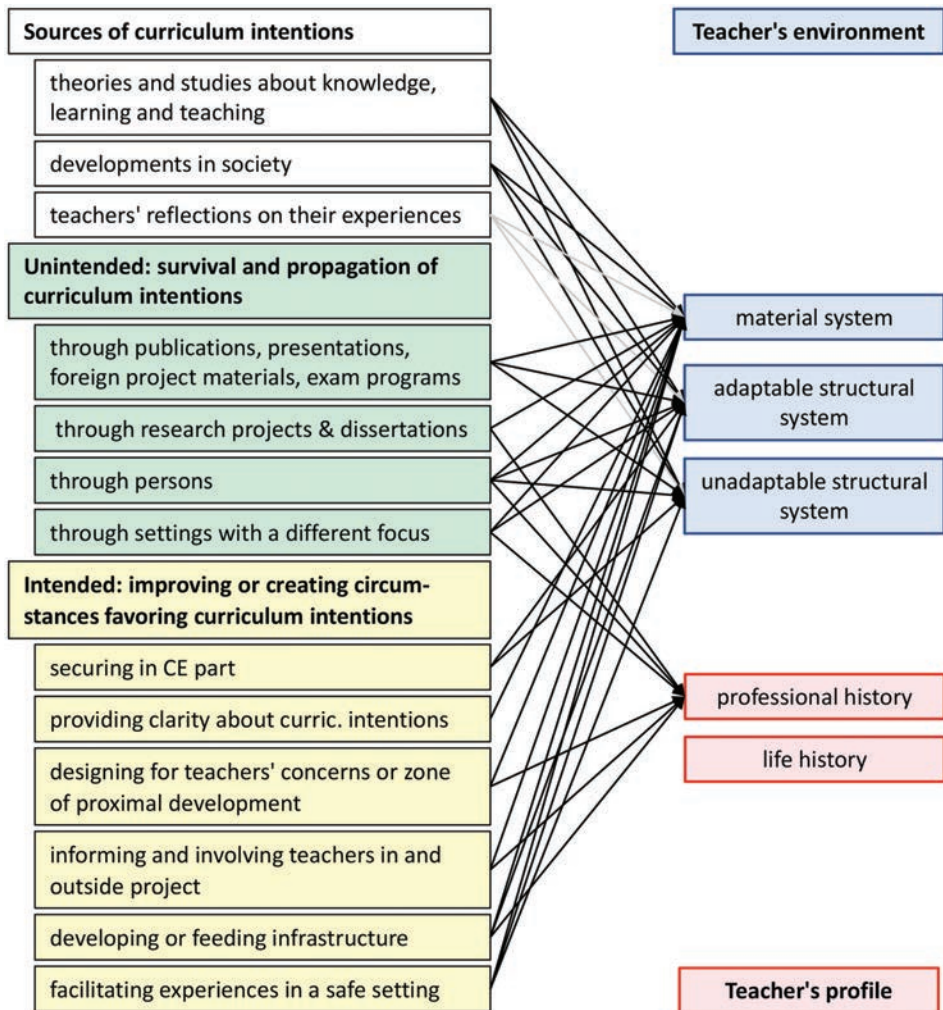 Sources of curriculum intentions
theories and studies about knowledge,
learning and teaching
developments in society
teachers' reflections on their experiences
Unintended: survival and propagation of
curriculum intentions
through publications, presentations,
foreign project materials, exam programs
through research projects & dissertations
through persons
through settings with a different focus
Intended: improving or creating circum-
stances favoring curriculum intentions
securing in CE part
providing clarity about curric. intentions
designing for teachers' concerns or zone
of proximal development
informing and involving teachers in and
outside project
developing or feeding infrastructure
facilitating experiences in a safe setting
Teacher's environment
material system
adaptable structural
system
unadaptable structural
system
professional history
life history
Teacher's profile